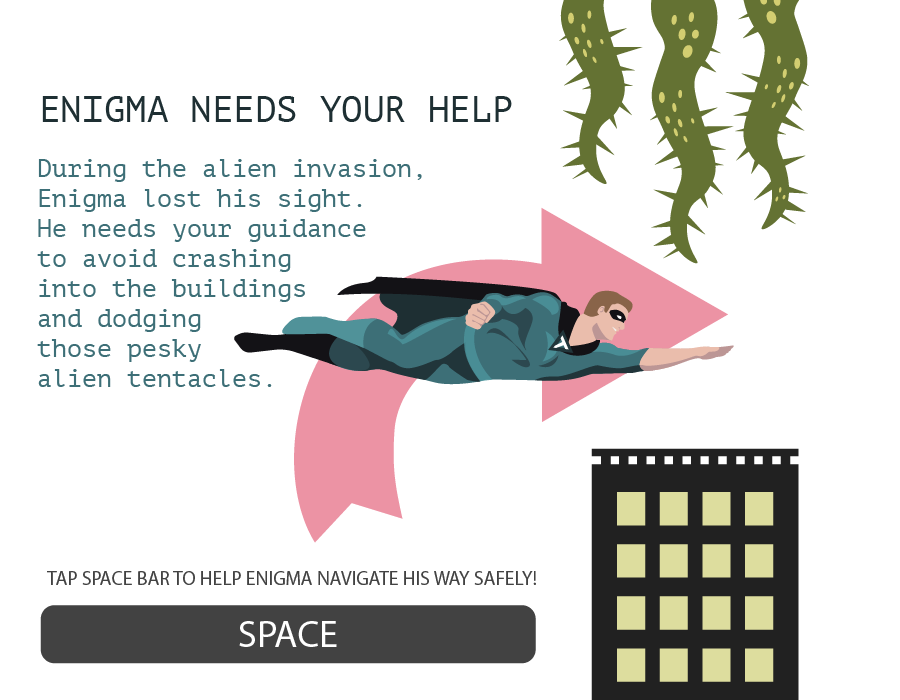 ENIGMA NEEDS YOUR HELP
During the alien invasion,
Enigma lost his sight.
He needs your guidance
to avoid crashing
into the buildings
and dodging
those pesky
alien tentacles.
TAP SPACE BAR TO HELP ENIGMA NAVIGATE HIS WAY SAFELY!
SPACE